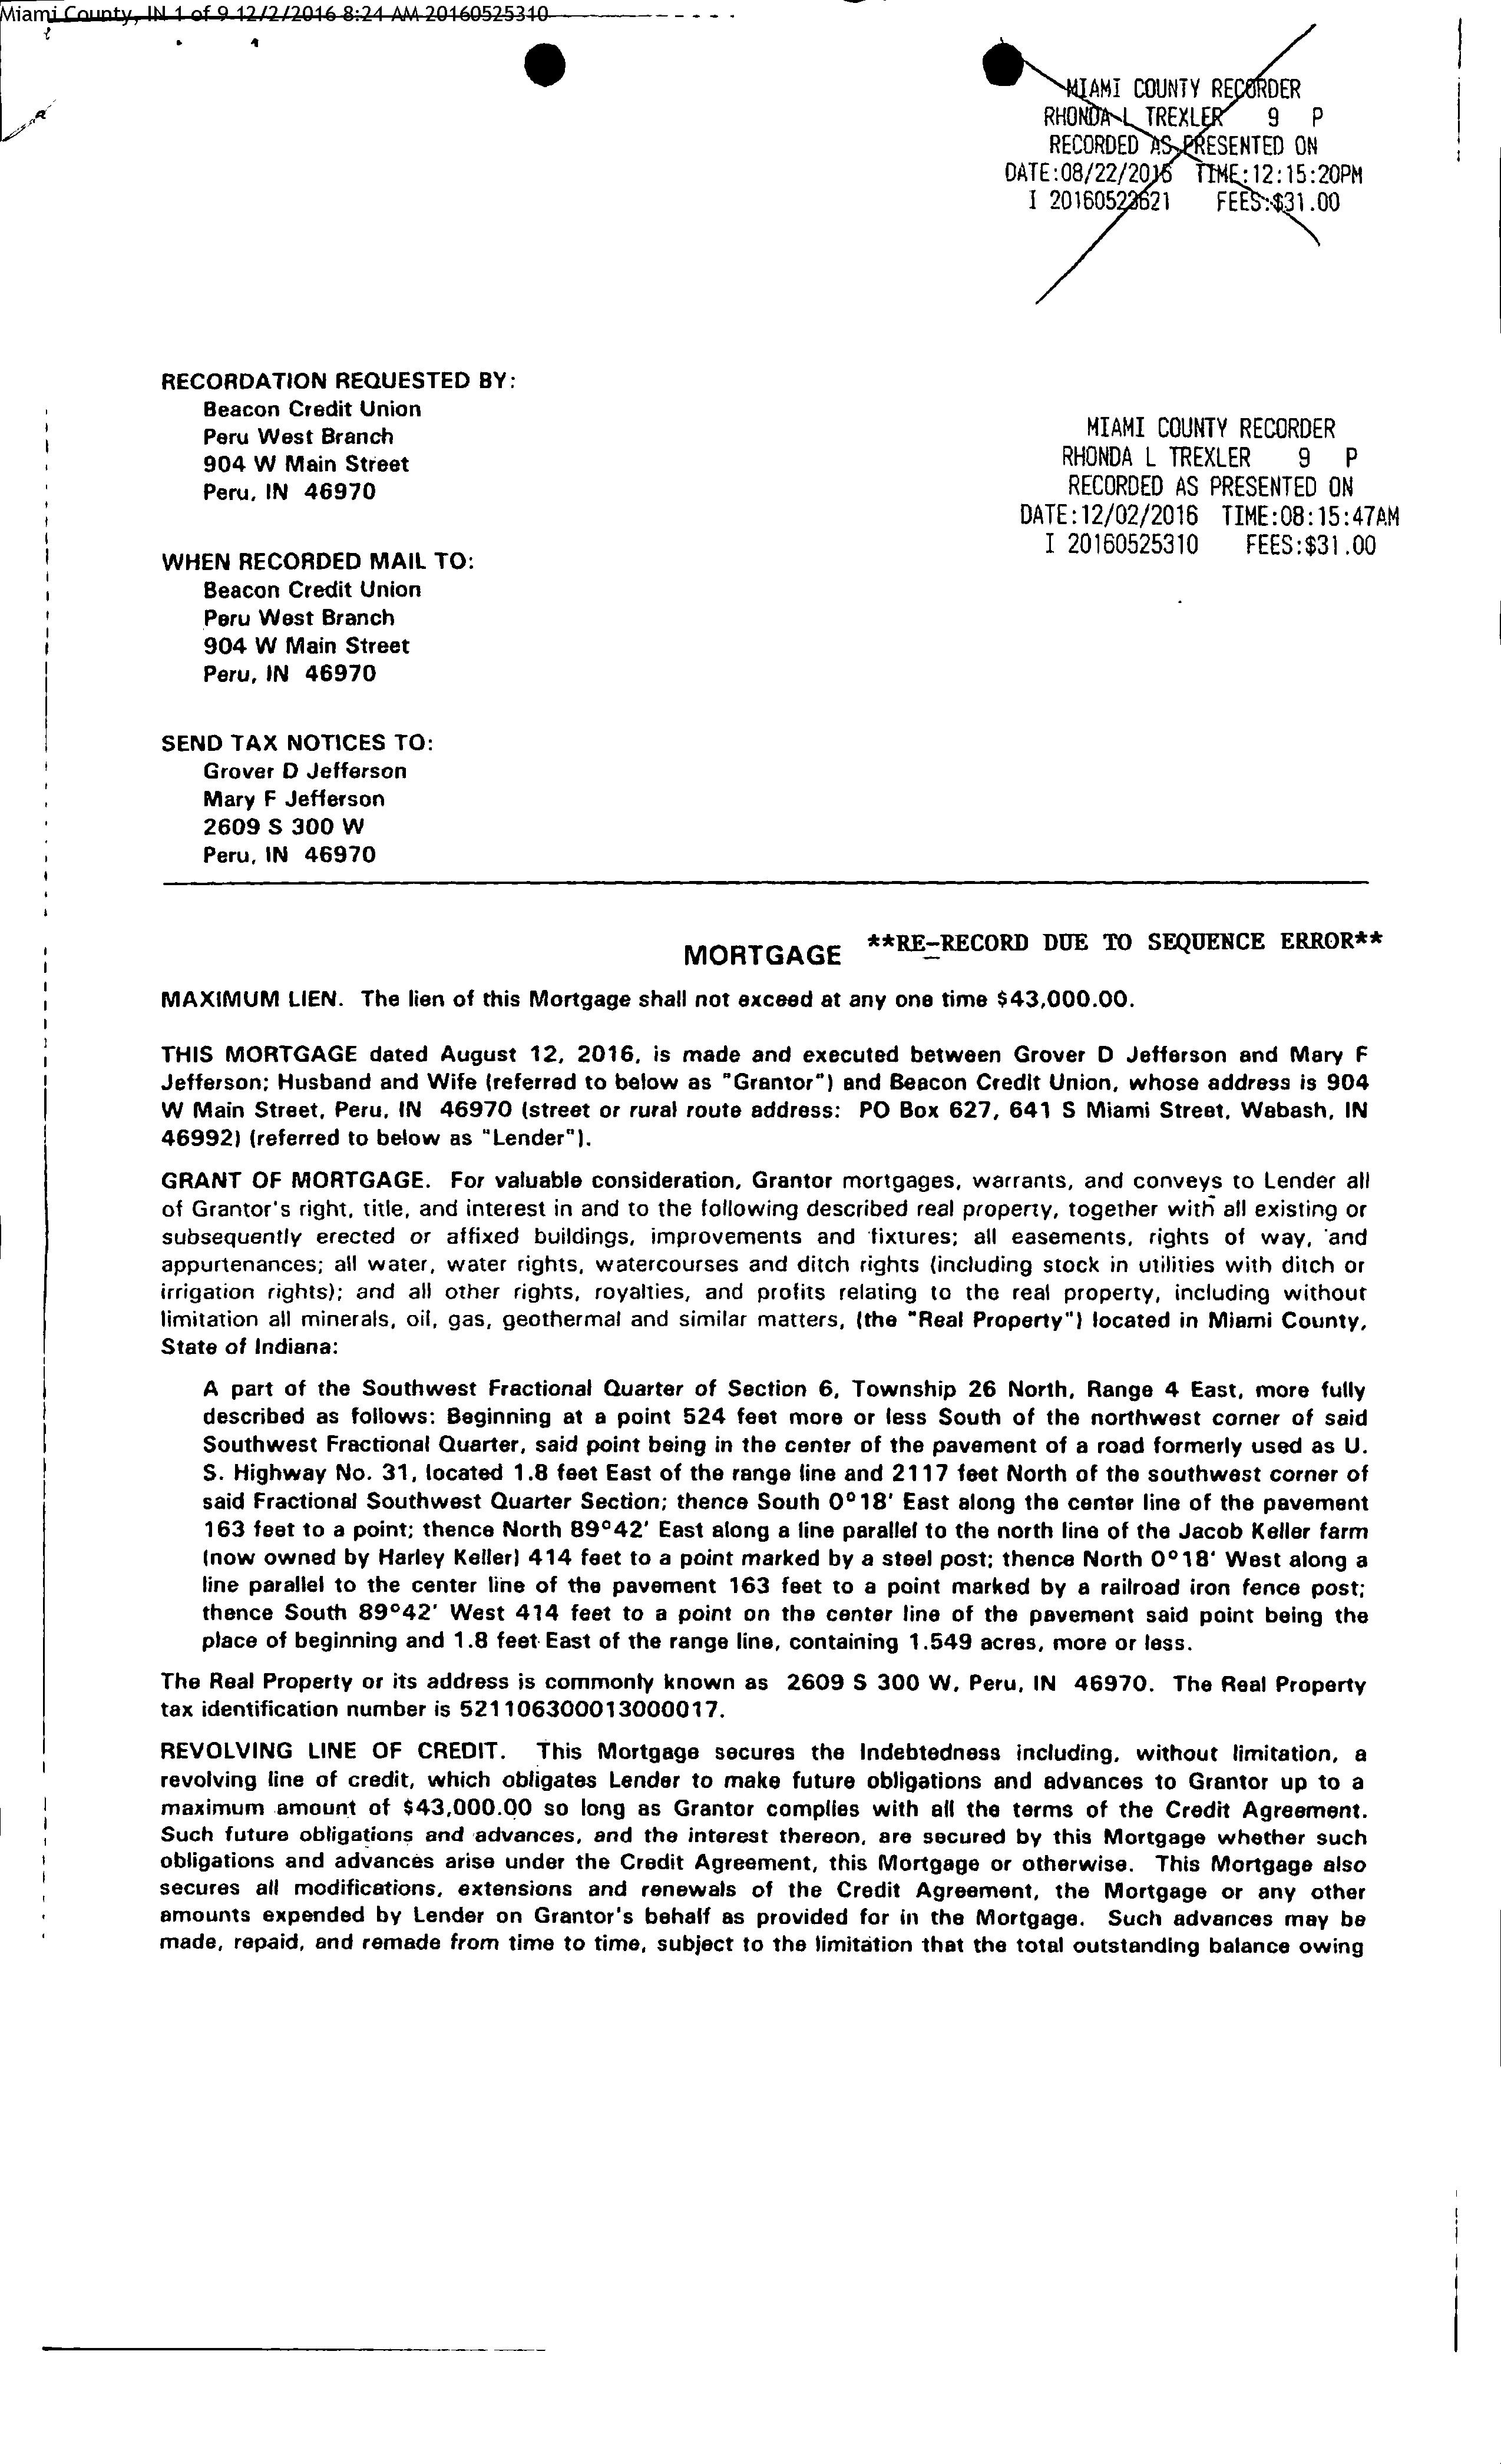 Miami County, IN 1 of 9 12/2/2016 8:24 AM 20160525310
MIAMI COUNTY RECORDER
RHONDA L TREXLER 9 P
RECORDED AS PRESENTED ON
DATE:08/22/2016 TIME:12:15:20PM
I 20160523621 FEES:$31.00
RECORDATION REQUESTED BY:
Beacon Credit Union
Peru West Branch
904 W Main Street
Peru, IN 46970
MIAMI COUNTY RECORDER
RHONDA L TREXLER 9 P
RECORDED AS PRESENTED ON
DATE:12/02/2016 TIME:08:15:47AM
I 20160525310 FEES:$31.00
WHEN RECORDED MAIL TO:
Beacon Credit Union
Peru West Branch
904 W Main Street
Peru, IN 46970
SEND TAX NOTICES TO:
Grover D Jefferson
Mary F Jefferson
2609 S 300 W
Peru, IN 46970
MORTGAGE **RE-RECORD DUE TO SEQUENCE ERROR**
MAXIMUM LIEN. The lien of this Mortgage shall not exceed at any one time $43,000.00.
THIS MORTGAGE dated August 12, 2016, is made and executed between Grover D Jefferson and Mary F
Jefferson; Husband and Wife (referred to below as "Grantor") and Beacon Credit Union, whose address is 904
W Main Street, Peru, IN 46970 (street or rural route address: PO Box 627, 641 S Miami Street, Wabash, IN
46992) (referred to below as "Lender").
GRANT OF MORTGAGE. For valuable consideration, Grantor mortgages, warrants, and conveys to Lender all
of Grantor's right, title, and interest in and to the following described real property, together with all existing or
subsequently erected or affixed buildings, improvements and fixtures; all easements, rights of way, and
appurtenances; all water, water rights, watercourses and ditch rights (including stock in utilities with ditch or
irrigation rights); and all other rights, royalties, and profits relating to the real property, including without
limitation all minerals, oil, gas, geothermal and similar matters, (the "Real Property") located in Miami County,
State of Indiana:
A part of the Southwest Fractional Quarter of Section 6, Township 26 North, Range 4 East, more fully
described as follows: Beginning at a point 524 feet more or less South of the northwest corner of said
Southwest Fractional Quarter, said point being in the center of the pavement of a road formerly used as U.
S. Highway No. 31, located 1.8 feet East of the range line and 2117 feet North of the southwest corner of
said Fractional Southwest Quarter Section; thence South 0°18' East along the center line of the pavement
163 feet to a point; thence North 89°42' East along a line parallel to the north line of the Jacob Keller farm
(now owned by Harley Keller) 414 feet to a point marked by a steel post; thence North 0°18' West along a
line parallel to the center line of the pavement 163 feet to a point marked by a railroad iron fence post;
thence South 89°42' West 414 feet to a point on the center line of the pavement said point being the
place of beginning and 1.8 feet East of the range line, containing 1.549 acres, more or less.
The Real Property or its address is commonly known as 2609 S 300 W, Peru, IN 46970. The Real Property
tax identification number is 521106300013000017.
REVOLVING LINE OF CREDIT. This Mortgage secures the Indebtedness including, without limitation, a
revolving line of credit, which obligates Lender to make future obligations and advances to Grantor up to a
maximum amount of $43,000.00 so long as Grantor complies with all the terms of the Credit Agreement.
Such future obligations and advances, and the interest thereon, are secured by this Mortgage whether such
obligations and advances arise under the Credit Agreement, this Mortgage or otherwise. This Mortgage also
secures all modifications, extensions and renewals of the Credit Agreement, the Mortgage or any other
amounts expended by Lender on Grantor's behalf as provided for in the Mortgage. Such advances may be
made, repaid, and remade from time to time, subject to the limitation that the total outstanding balance owing